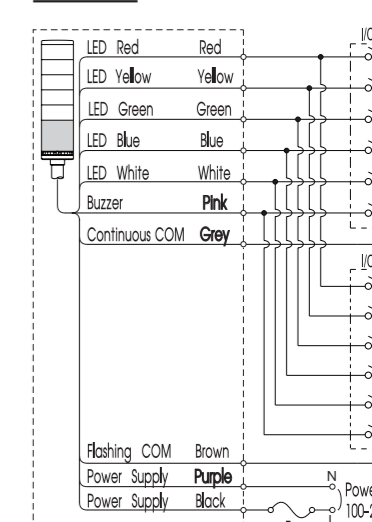 I/O
LED Red Red
LED Yellow Yellow
LED Green Green
LED Blue Blue
LED White White
Buzzer Pink
Continuous COM Grey
I/O
Flashing COM Brown
Power Supply Purple
N
Power Supply Black